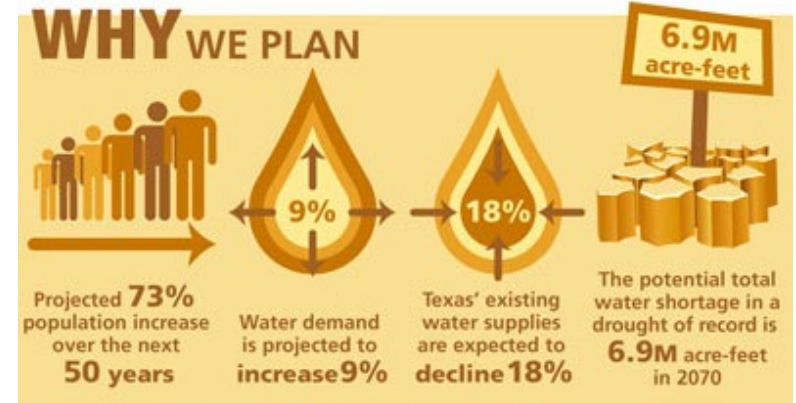 WHY WE PLAN
6.9M
acre-feet
9%
18%
Projected 73%
population increase
over the next
50 years
Water demand
is projected to
increase 9%
Texas' existing
water supplies
are expected to
decline 18%
The potential total
water shortage in a
drought of record is
6.9M acre-feet
in 2070